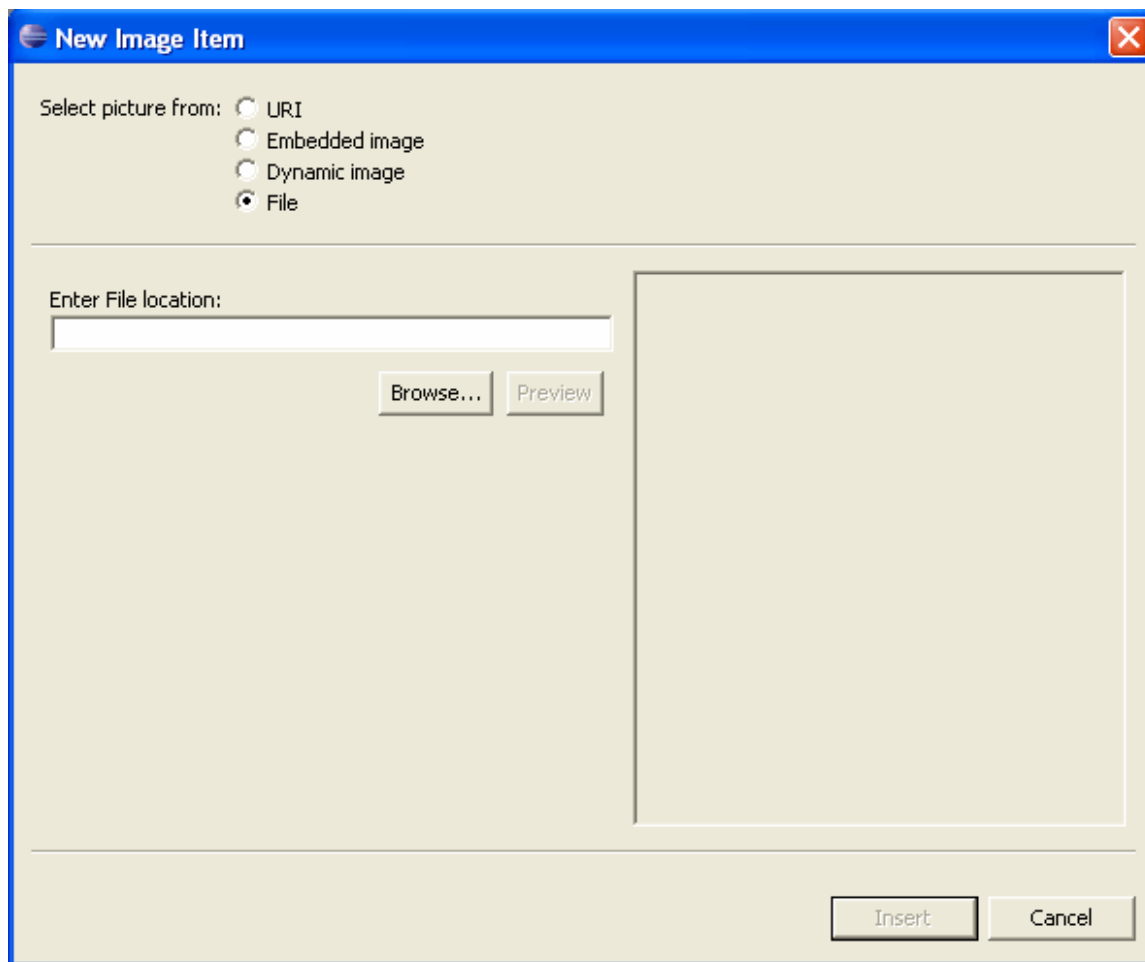 New Image Item
Select picture from: URI
Embedded image
Dynamic image
File
Enter File location:
Browse... Preview
Insert Cancel